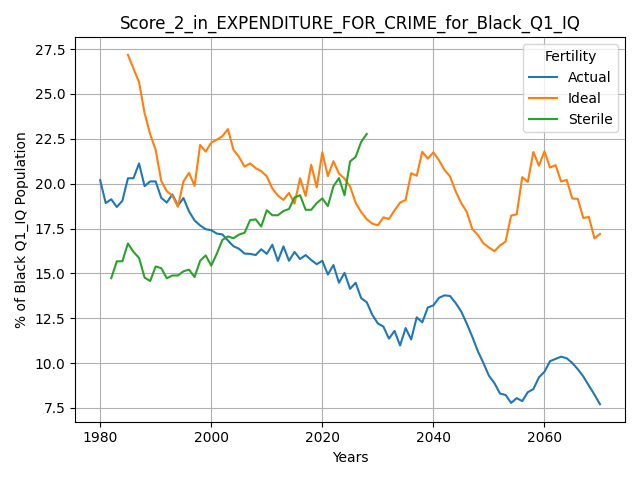 Score_2_in_EXPENDITURE_FOR_CRIME_for_Black_Q1_IQ
Fertility
Actual
Ideal
Sterile
% of Black Q1_IQ Population
27.5
25.0
22.5
20.0
17.5
15.0
12.5
10.0
7.5
1980
2000
2020
2040
2060
Years